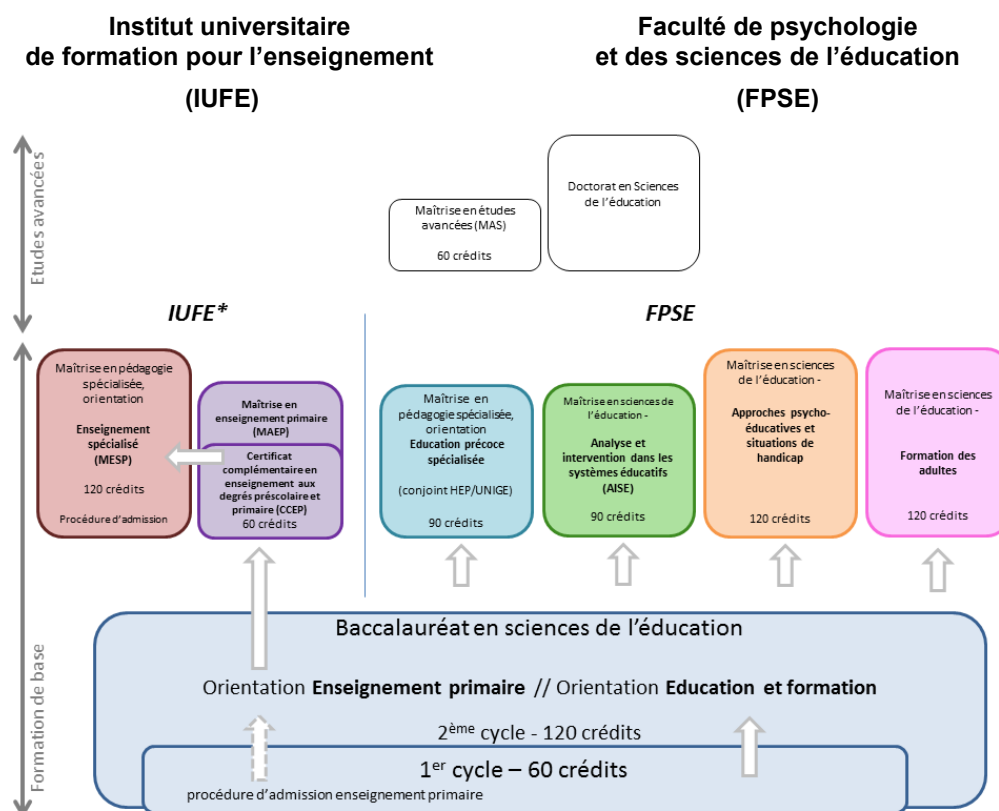 Institut universitaire
de formation pour l'enseignement
(IUFE)
Faculté de psychologie
et des sciences de l'éducation
(FPSE)
Etudes avancées
Maîtrise en études
avancées (MAS)
60 crédits
Doctorat en Sciences
de l'éducation
IUFE*
FPSE
Formation de base
Maîtrise en pédagogie
spécialisée,
orientation
Enseignement
spécialisé
(MESP)
120 crédits
Procédure d'admission
Maîtrise en
enseignement primaire
(MAEP)
Certificat
complémentaire en
enseignement aux
degrés préscolaire et
primaire (CCEP)
60 crédits
Maîtrise en
pédagogie spécialisée,
orientation
Education précoce
spécialisée
(conjoint HEP/UNIGE)
90 crédits
Maîtrise en sciences de
l'éducation -
Analyse et
intervention dans les
systèmes éducatifs
(AISE)
90 crédits
Maîtrise en sciences
de l'éducation -
Approches psycho-
éducatives et
situations de
handicap
120 crédits
Maîtrise en sciences
de l'éducation -
Formation des
adultes
120 crédits
Baccalauréat en sciences de l'éducation
Orientation Enseignement primaire // Orientation Education et formation
2ème cycle - 120 crédits
1er cycle – 60 crédits
procédure d'admission enseignement primaire